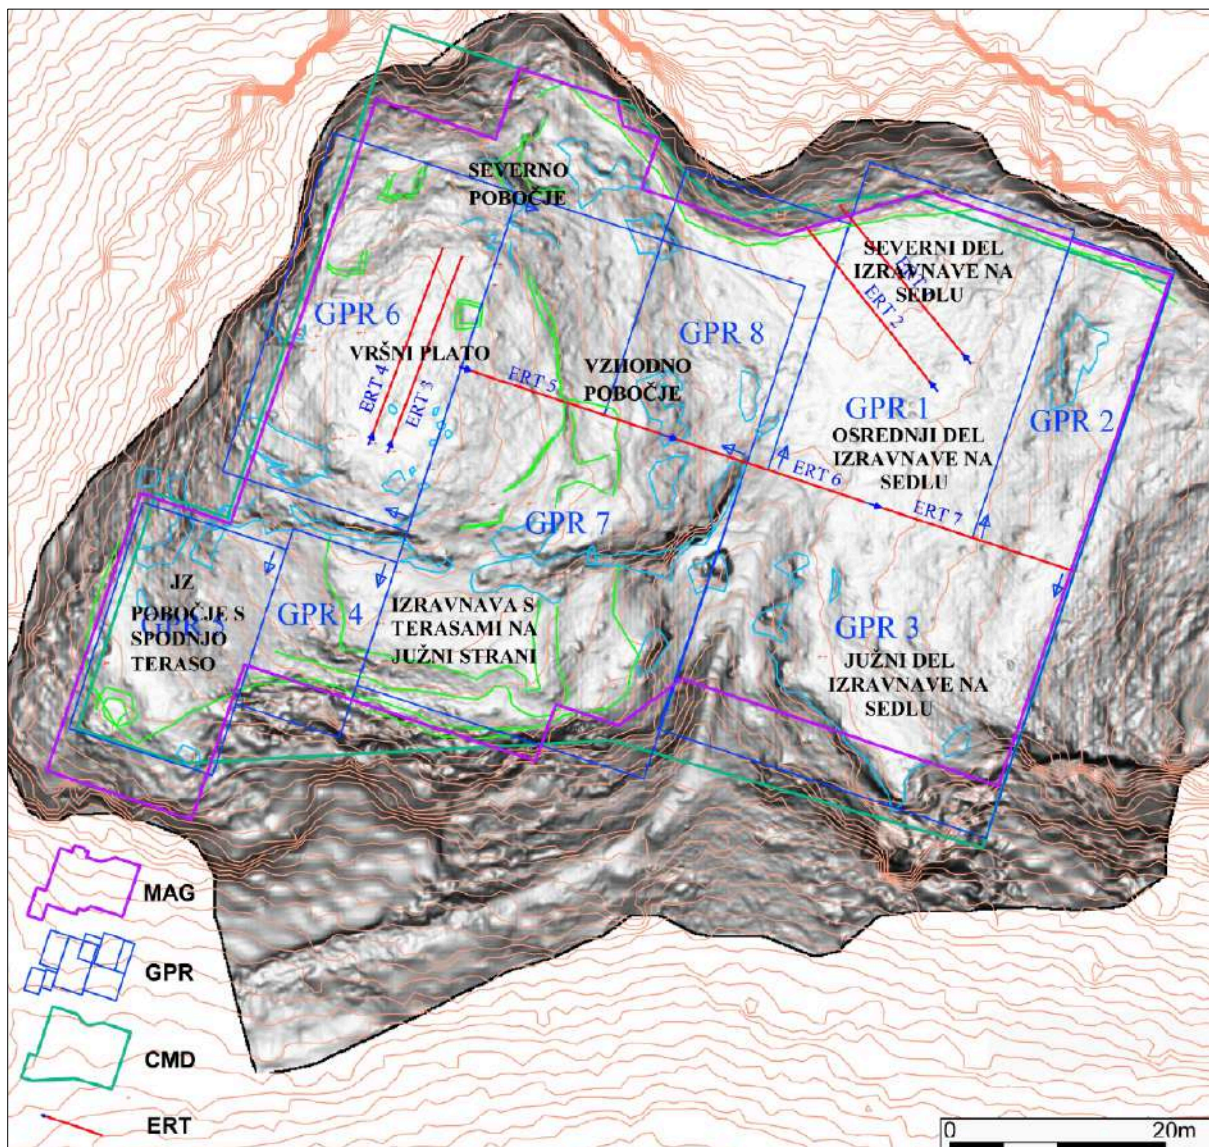 SEVERNO
POBOČJE
SEVERNI DEL
IZRAVNAVE NA
SEDLU
ERT
ERT 2
GPR 6
GPR 8
VRŠNI PLATO
ERT 4
ERT 3
ERT 5
VZHODNO
POBOČJE
GPR 1
GPR 2
OSREDNJI DEL
IZRAVNAVE NA
SEDLU
ERT 6
ERT 7
GPR 7
JZ
POBOČJE S
SPODNJO
TERASO
GPR 4
IZRAVNAVA S
TERASAMI NA
JUŽNI STRANI
GPR 3
JUŽNI DEL
IZRAVNAVE NA
SEDLU
MAG
GPR
CMD
ERT
0 20m